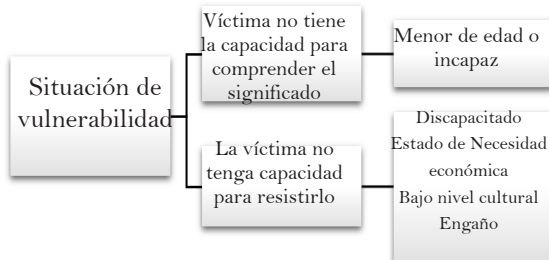 Situación de
vulnerabilidad
Víctima no tiene
la capacidad para
comprender el
significado
Menor de edad o
incapaz
La víctima no
tenga capacidad
para resistirlo
Discapacitado
Estado de Necesidad
económica
Bajo nivel cultural
Engaño